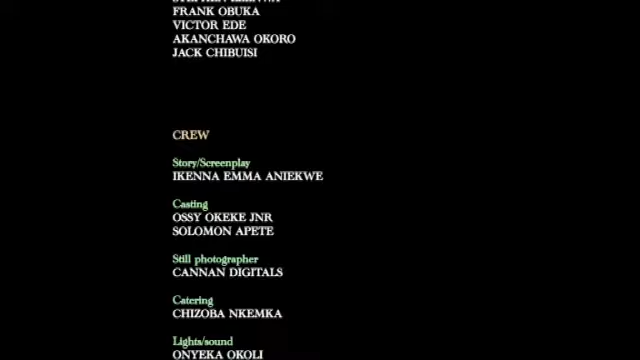 FRANK OBUKA
VICTOR EDE
AKANCHAWA OKORO
JACK CHIBUISI
CREW
Story/Screenplay
IKENNA EMMA ANIEKWE
Casting
OSSY OKEKE JNR
SOLOMON APETE
Still photographer
CANNAN DIGITALS
Catering
CHIZOBA NKEMKA
Lights/sound
ONYEKA OKOLI